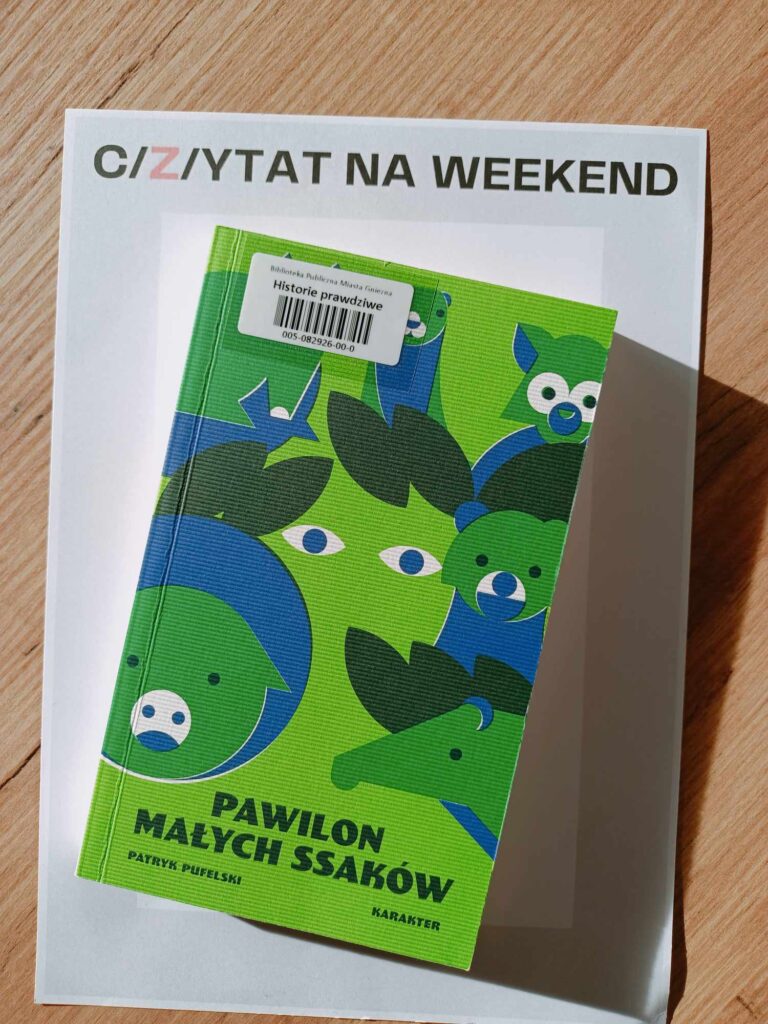 C/Z/YTAT NA WEEKEND
Biblioteka Publiczna Miasta Gniezna
Historie prawdziwe
005-082926-00-0
PAWILON
MAŁYCH SSAKÓW
PATRYK PUFELSKI
KARAKTER